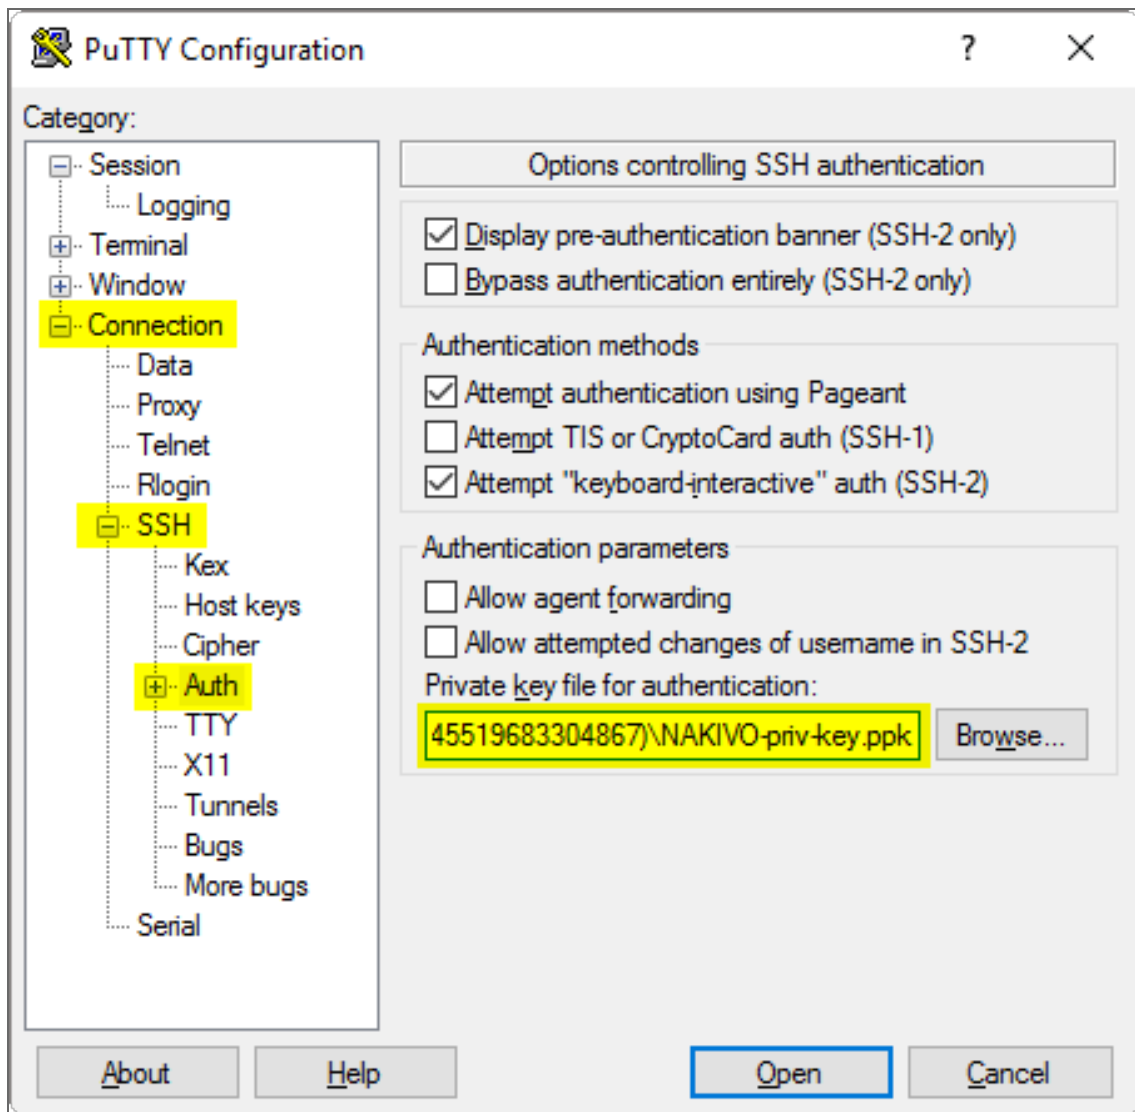 PuTTY Configuration
?
Category:
Session
Logging
Terminal
Window
Connection
Data
Proxy
Telnet
Rlogin
SSH
Kex
Host keys
Cipher
Auth
TTY
X11
Tunnels
Bugs
More bugs
Serial
Options controlling SSH authentication
Display pre-authentication banner (SSH-2 only)
Bypass authentication entirely (SSH-2 only)
Authentication methods
Attempt authentication using Pageant
Attempt TIS or CryptoCard auth (SSH-1)
Attempt "keyboard-interactive" auth (SSH-2)
Authentication parameters
Allow agent forwarding
Allow attempted changes of username in SSH-2
Private key file for authentication:
45519683304867)\NAKIVO-priv-key.ppk Browse...
About Help Open Cancel